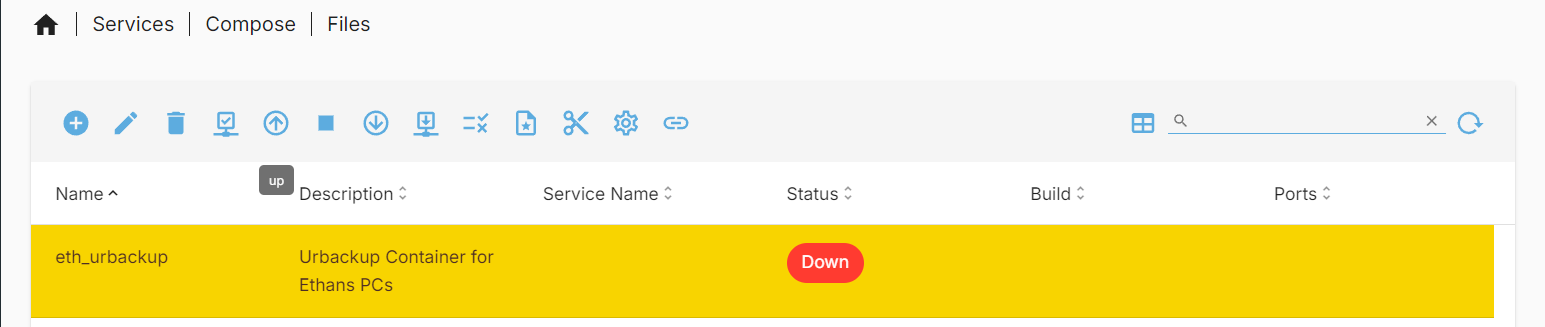 Services | Compose | Files
up
Name Description Service Name Status Build Ports
eth_urbackup Urbackup Container for Down
Ethans PCs